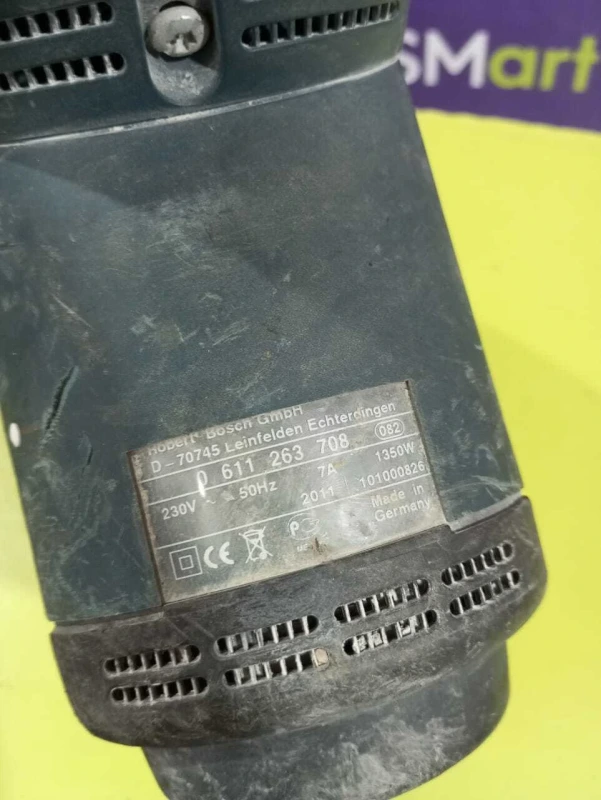 SMart
Robert Bosch GmbH
D-70745 Leinfelden Echterdingen
0 611 263 708 082
230V ~ 50Hz 7A 1350W
2011 101000826
CE Made in
Germany